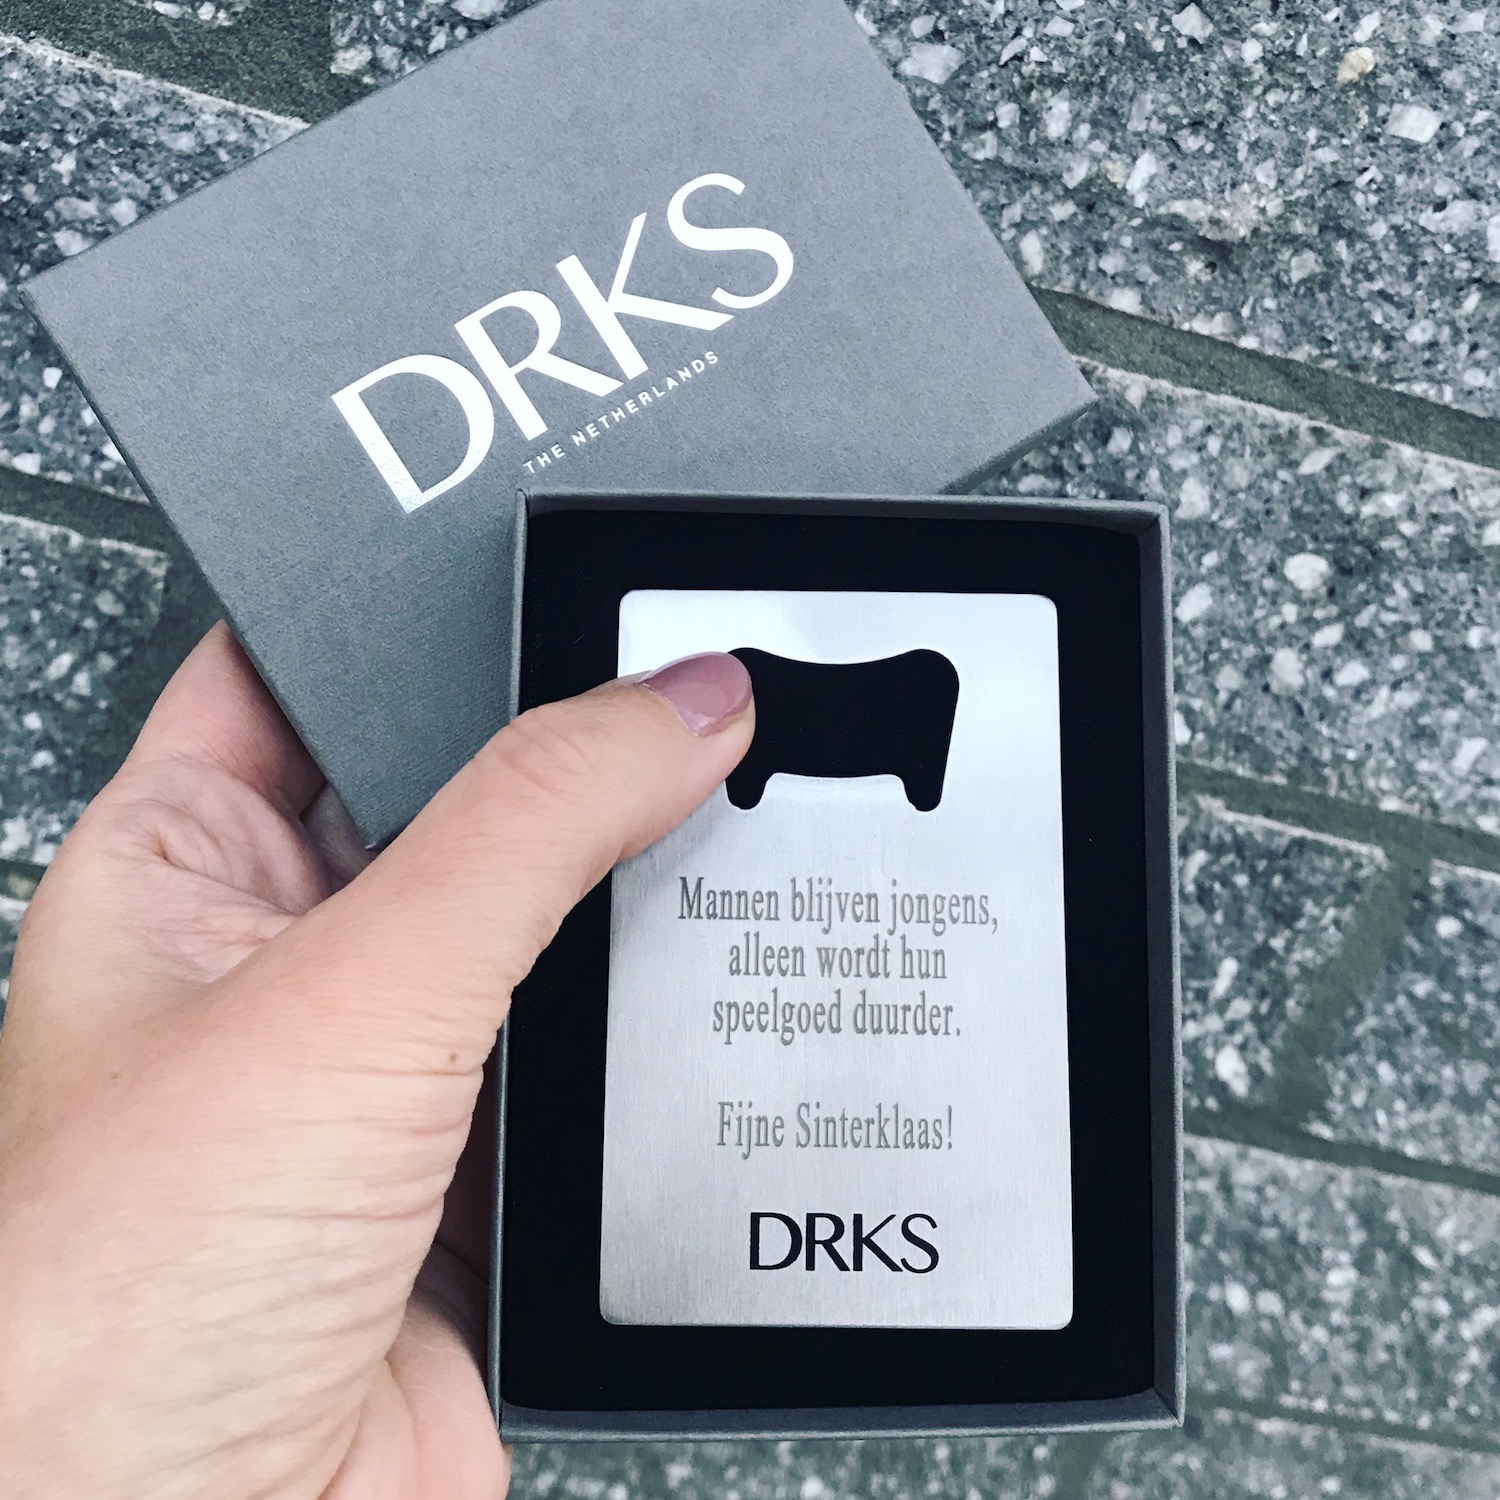 DRKS
THE NETHERLANDS
Mannen blijven jongens,
alleen wordt hun
speelgoed duurder.
Fijne Sinterklaas!
DRKS